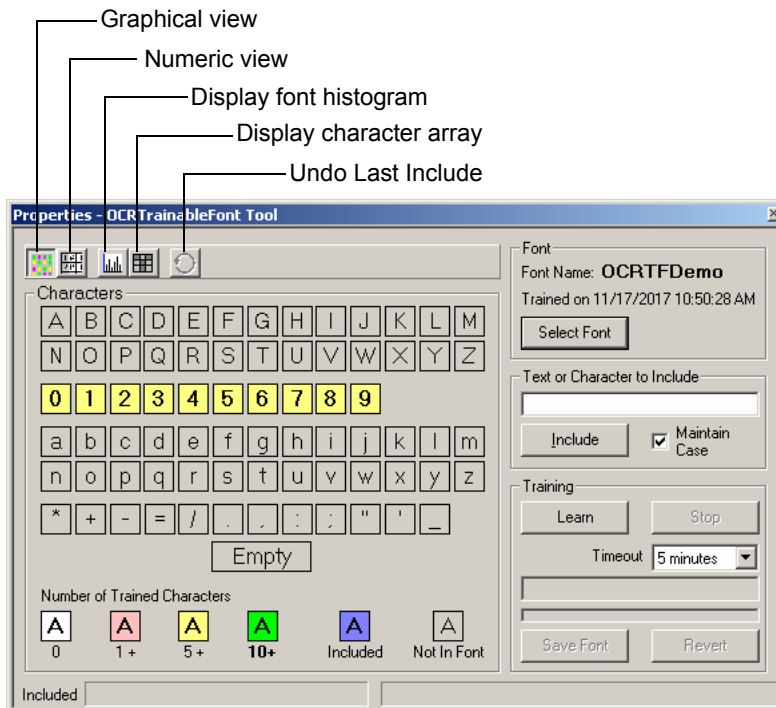 Graphical view
Numeric view
Display font histogram
Display character array
Undo Last Include
Properties - OCRTrainableFont Tool
Characters
A B C D E F G H I J K L M
N O P Q R S T U V W X Y Z
0 1 2 3 4 5 6 7 8 9
a b c d e f g h i j k l m
n o p q r s t u v w x y z
* + - = / . , : ; " ' _
Empty
Number of Trained Characters
A A A A A A
0 1 + 5 + 10+ Included Not In Font
Included
Font
Font Name: OCRTFDemo
Trained on 11/17/2017 10:50:28 AM
Select Font
Text or Character to Include
Include
Maintain
Case
Training
Learn Stop
Timeout 5 minutes
Save Font Revert